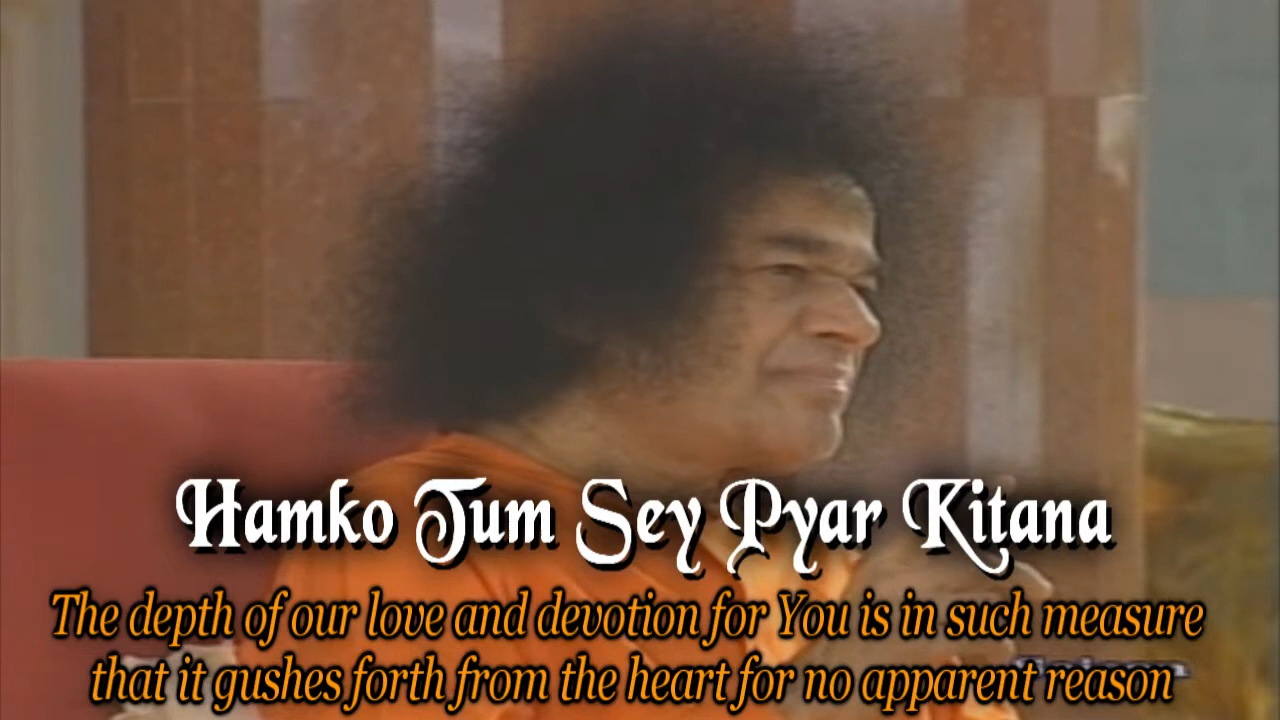 Hamko Tum Sey Pyar Kitana
The depth of our love and devotion for You is in such measure
that it gushes forth from the heart for no apparent reason